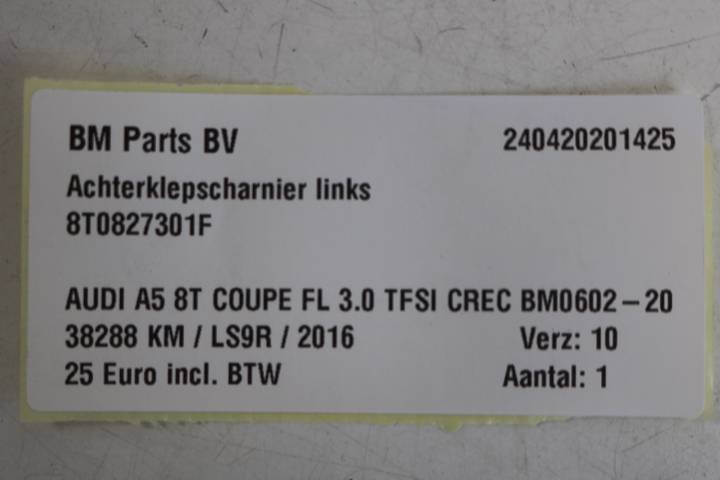 BM Parts BV 240420201425
Achterklepscharnier links
8T0827301F
AUDI A5 8T COUPE FL 3.0 TFSI CREC BM0602-20
38288 KM / LS9R / 2016 Verz: 10
25 Euro incl. BTW Aantal: 1